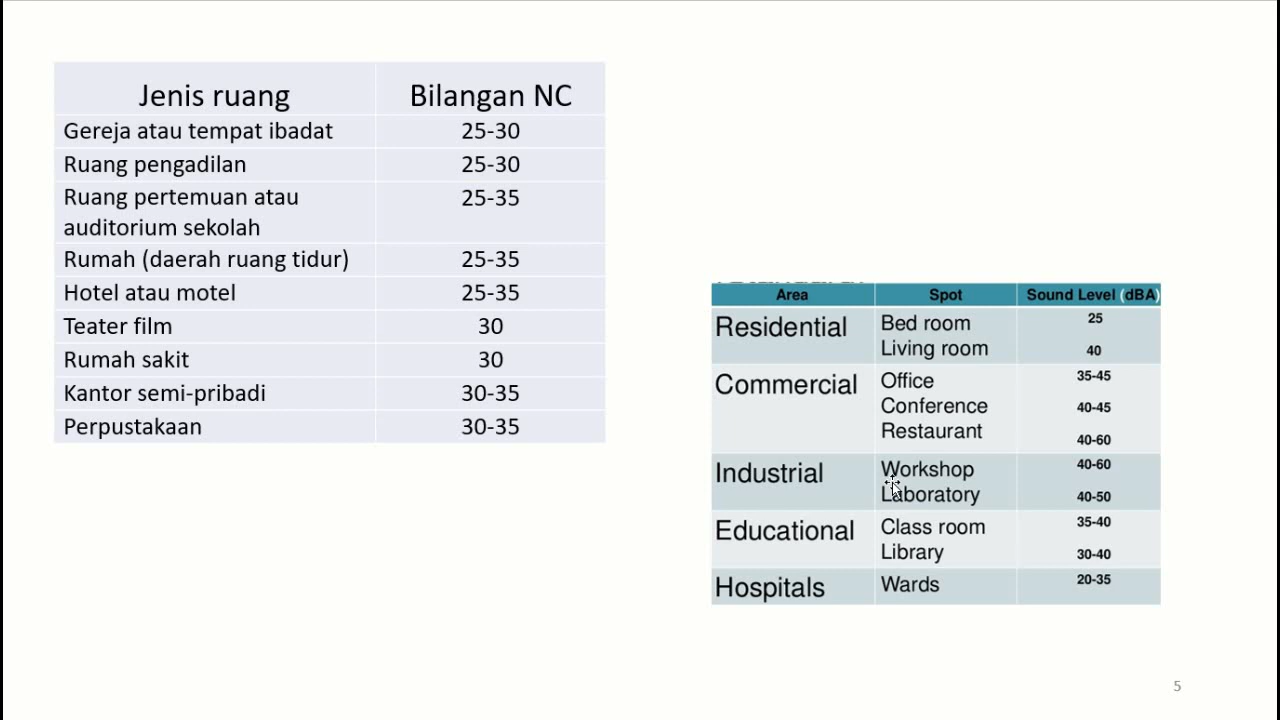 Jenis ruang Bilangan NC
Gereja atau tempat ibadat 25-30
Ruang pengadilan 25-30
Ruang pertemuan atau 25-35
auditorium sekolah
Rumah (daerah ruang tidur) 25-35
Hotel atau motel 25-35
Teater film 30
Rumah sakit 30
Kantor semi-pribadi 30-35
Perpustakaan 30-35
Area Spot Sound Level (dBA)
Residential Bed room 25
Living room 40
Commercial Office 35-45
Conference 40-45
Restaurant 40-60
Industrial Workshop 40-60
Laboratory 40-50
Educational Class room 35-40
Library 30-40
Hospitals Wards 20-35
5